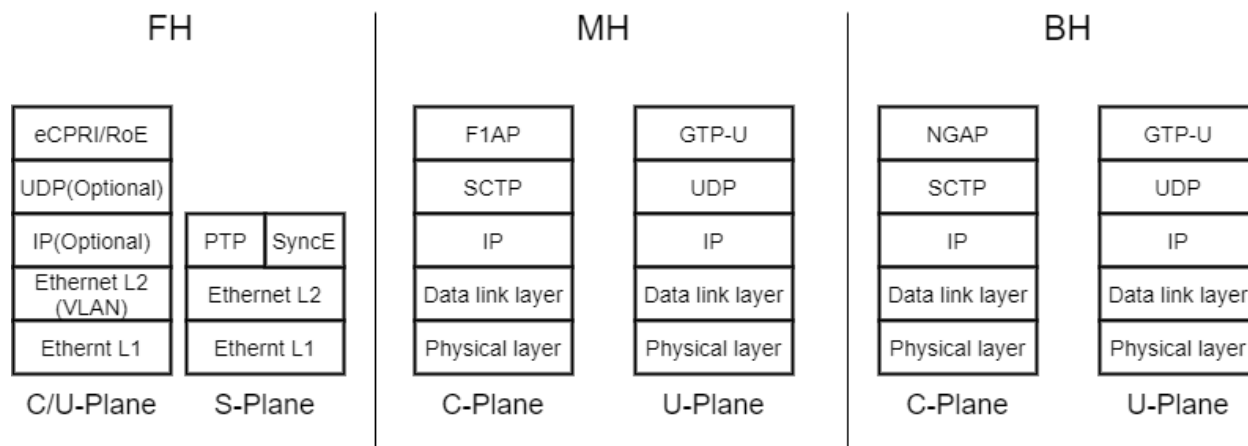 FH
MH
BH
eCPRI/RoE
UDP(Optional)
IP(Optional)
Ethernet L2
(VLAN)
Ethernt L1
C/U-Plane
PTP
SyncE
Ethernet L2
Ethernt L1
S-Plane
F1AP
SCTP
IP
Data link layer
Physical layer
C-Plane
GTP-U
UDP
IP
Data link layer
Physical layer
U-Plane
NGAP
SCTP
IP
Data link layer
Physical layer
C-Plane
GTP-U
UDP
IP
Data link layer
Physical layer
U-Plane